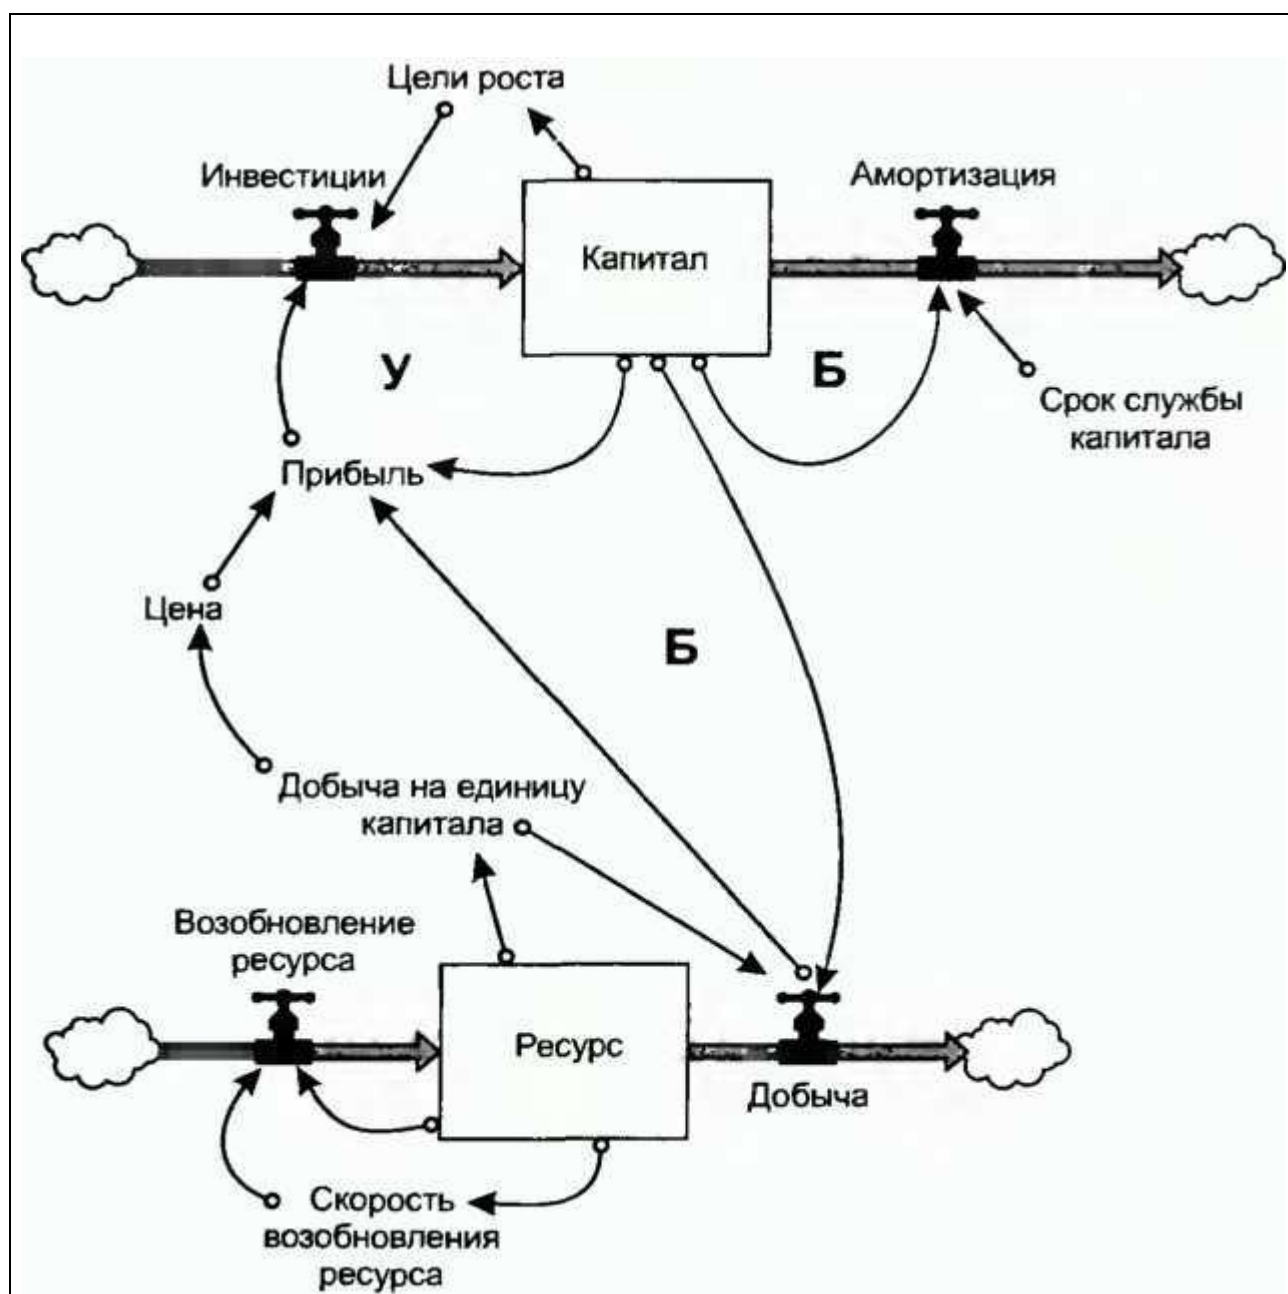 Цели роста
Инвестиции
Амортизация
Капитал
У
Б
Срок службы
капитала
Прибыль
Цена
Б
Добыча на единицу
капитала
Возобновление
ресурса
Ресурс
Добыча
Скорость
возобновления
ресурса